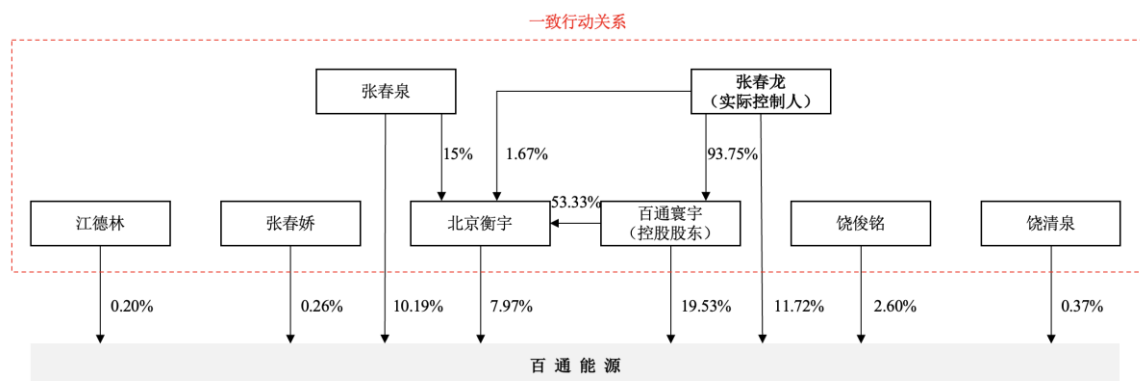 一致行动关系
张春泉
张春龙
（实际控制人）
15%
1.67%
93.75%
53.33%
江德林
张春娇
北京衡宇
百通寰宇
（控股股东）
饶俊铭
饶清泉
0.20%
0.26%
10.19%
7.97%
19.53%
11.72%
2.60%
0.37%
百通能源